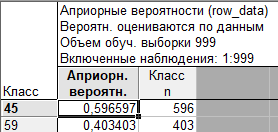 Априорные вероятности (row_data)
Вероятн. оцениваются по данным
Объем обуч. выборки 999
Включенные наблюдения: 1:999
Класс Априорн. вероятн. Класс n
45 0,596597 596
59 0,403403 403